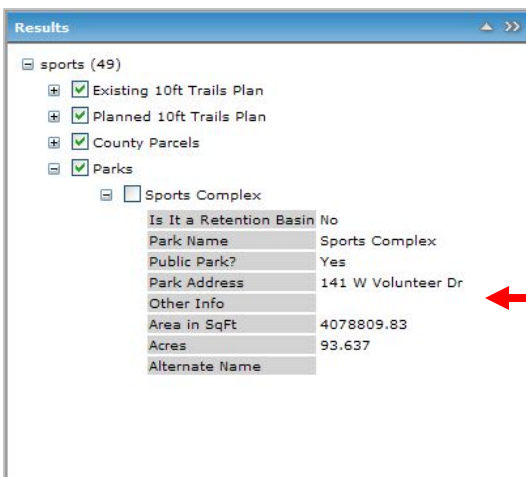 Results
sports (49)
Existing 10ft Trails Plan
Planned 10ft Trails Plan
County Parcels
Parks
Sports Complex
Is It a Retention Basin No
Park Name Sports Complex
Public Park? Yes
Park Address 141 W Volunteer Dr
Other Info
Area in SqFt 4078809.83
Acres 93.637
Alternate Name